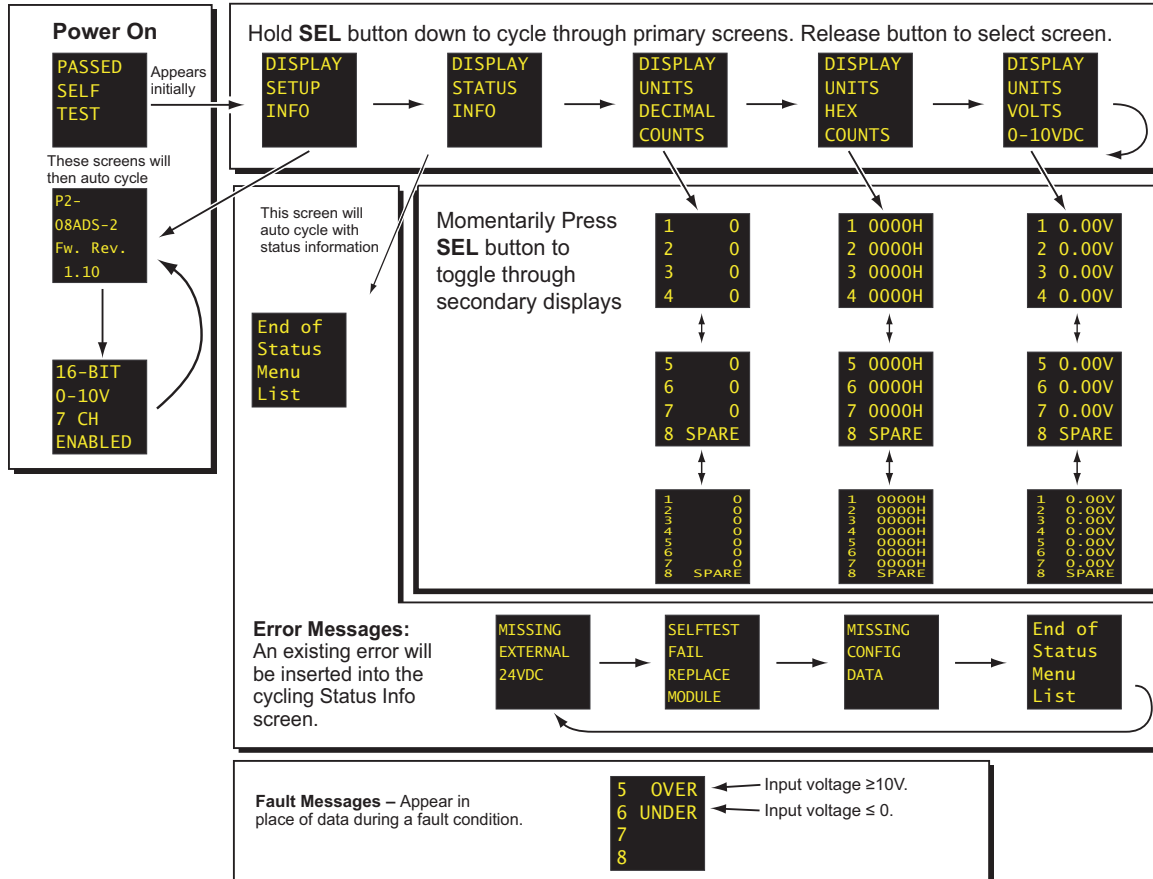 Power On
PASSED
SELF
TEST
Appears
initially
These screens will
then auto cycle
P2-
08ADS-2
Fw. Rev.
1.10
16-BIT
0-10V
7 CH
ENABLED
Hold SEL button down to cycle through primary screens. Release button to select screen.
DISPLAY
SETUP
INFO
DISPLAY
STATUS
INFO
DISPLAY
UNITS
DECIMAL
COUNTS
DISPLAY
UNITS
HEX
COUNTS
DISPLAY
UNITS
VOLTS
0-10VDC
This screen will
auto cycle with
status information
End of
Status
Menu
List
Momentarily Press
SEL button to
toggle through
secondary displays
1 0
2 0
3 0
4 0
1 0000H
2 0000H
3 0000H
4 0000H
1 0.00V
2 0.00V
3 0.00V
4 0.00V
5 0
6 0
7 0
8 SPARE
5 0000H
6 0000H
7 0000H
8 SPARE
5 0.00V
6 0.00V
7 0.00V
8 SPARE
1 0
2 0
3 0
4 0
5 0
6 0
7 0
8 SPARE
1 0000H
2 0000H
3 0000H
4 0000H
5 0000H
6 0000H
7 0000H
8 SPARE
1 0.00V
2 0.00V
3 0.00V
4 0.00V
5 0.00V
6 0.00V
7 0.00V
8 SPARE
Error Messages:
An existing error will
be inserted into the
cycling Status Info
screen.
MISSING
EXTERNAL
24VDC
SELFTEST
FAIL
REPLACE
MODULE
MISSING
CONFIG
DATA
End of
Status
Menu
List
Fault Messages – Appear in
place of data during a fault condition.
5 OVER
6 UNDER
7
8
Input voltage ≥10V.
Input voltage ≤ 0.